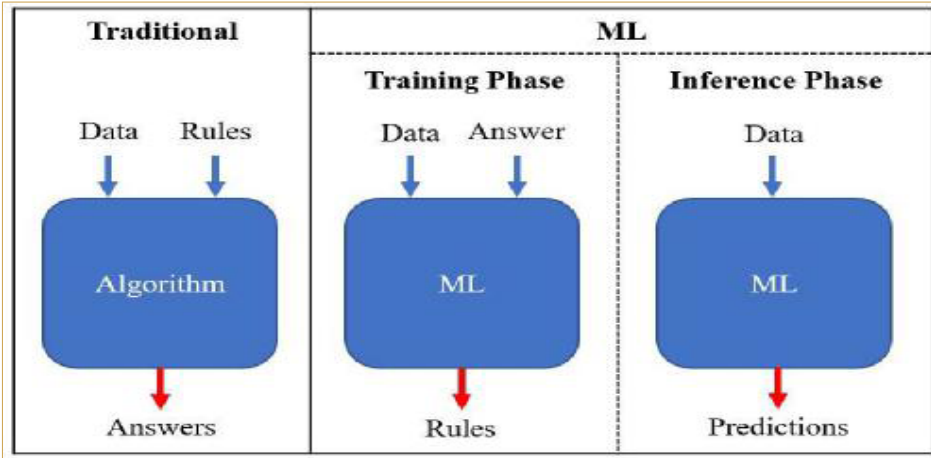 Traditional
Data Rules
Algorithm
Answers
ML
Training Phase
Data Answer
ML
Rules
Inference Phase
Data
ML
Predictions